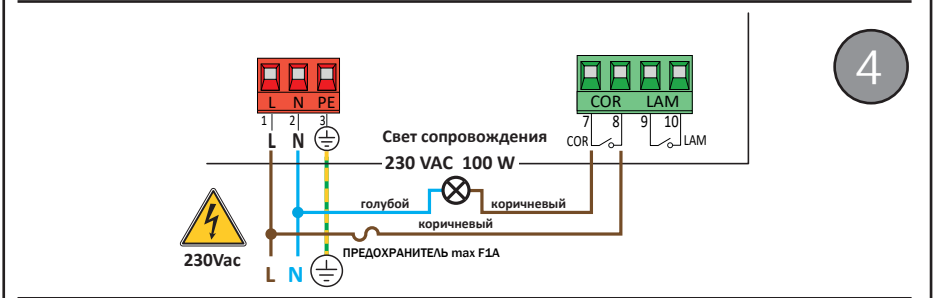 4
L N PE
COR LAM
1 2 3
7 8 9 10
L N
Свет сопровождения
COR
LAM
230 VAC 100 W
голубой
коричневый
коричневый
ПРЕДОХРАНИТЕЛЬ max F1A
230Vac
L N